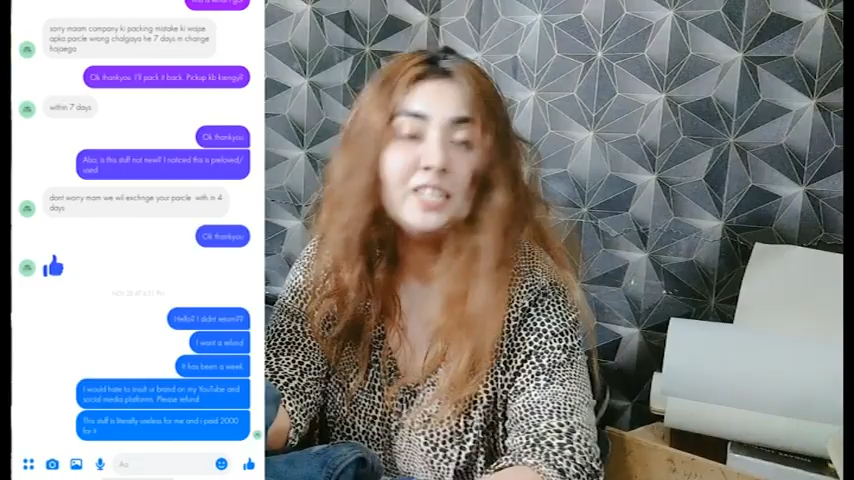 sorry maam company ki packing mistake ki wajse
apka parcle wrong chalgaya he 7 days m change
hojaega
Ok thankyou. I'll pack it back. Pickup kb
within 7 days
Ok thankyou
Also, is this stuff not new? I noticed this is preloved/
used
dont worry mam we wil exchnge your parcle with in 4
days
Ok thankyou
Hello? I didnt return??
I want a refund
It has been a week
I would hate to insult ur brand on my YouTube and
social media platforms. Please refund
This stuff is literally useless for me and i paid 2000
for it
Aa